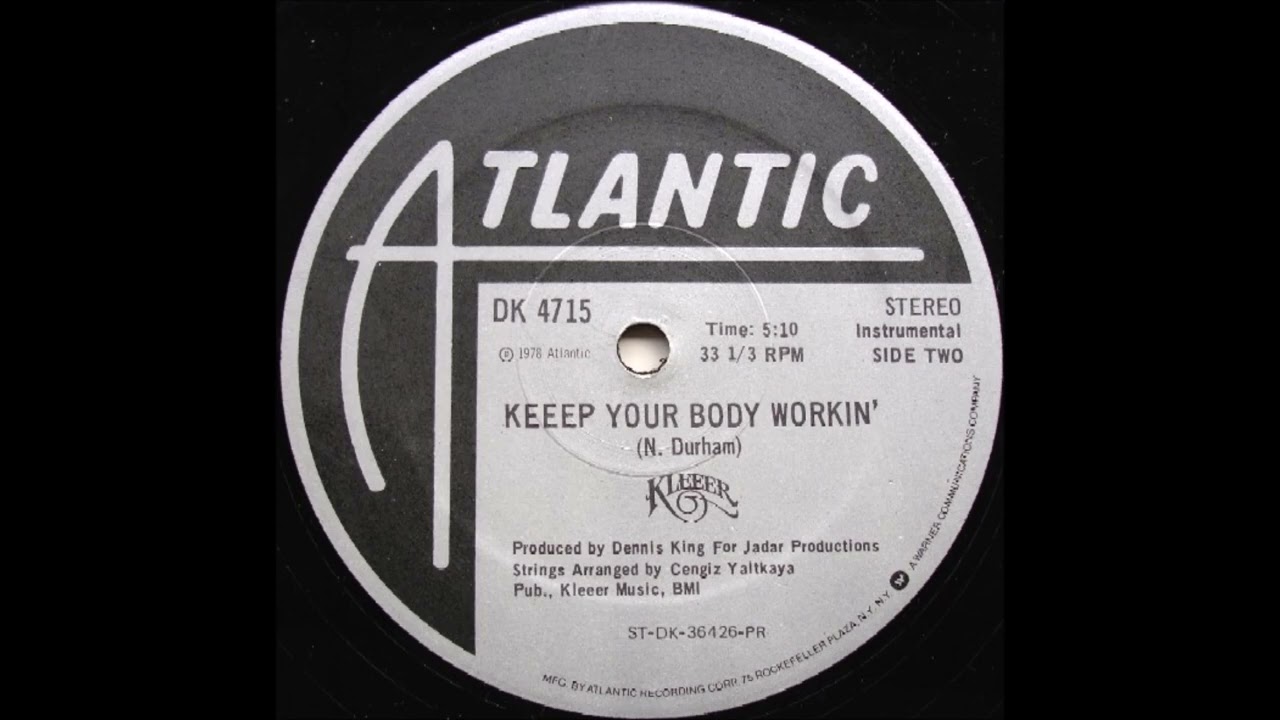 ATLANTIC
DK 4715
Ⓟ 1978 Atlantic
Time: 5:10
33 1/3 RPM
STEREO
Instrumental
SIDE TWO
KEEEP YOUR BODY WORKIN'
(N. Durham)
KLEEER
Produced by Dennis King For Jadar Productions
Strings Arranged by Cengiz Yaltkaya
Pub., Kleeer Music, BMI
ST-DK-36426-PR
MFG. BY ATLANTIC RECORDING CORP. 75 ROCKEFELLER PLAZA, N.Y. N.Y. W A WARNER COMMUNICATIONS COMPANY